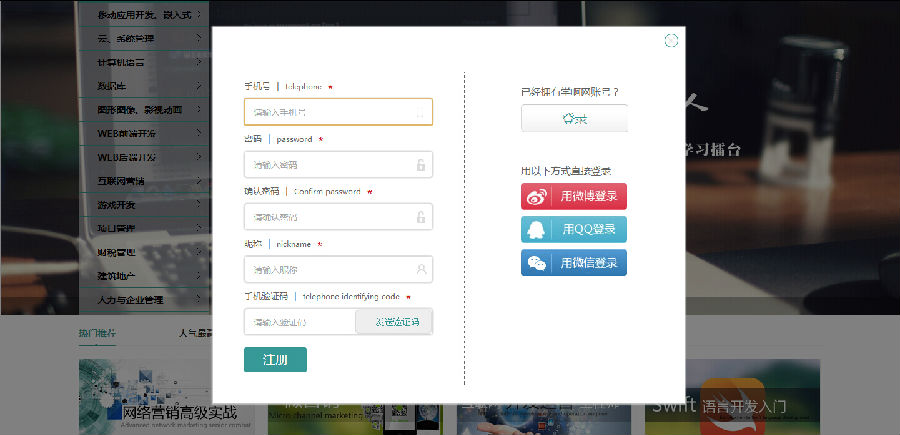 移动应用开发、嵌入式
云、系统管理
计算机语言
数据库
图形图像、影视动画
WEB前端开发
WEB后端开发
互联网营销
游戏开发
项目管理
财税管理
建筑地产
人力与企业管理
手机号 | telephone *
请输入手机号
密码 | password *
请输入密码
确认密码 | Confirm password *
请确认密码
昵称 | nickname *
请输入昵称
手机验证码 | telephone identifying code *
请输入验证码
发送验证码
注册
已经拥有学啊网账号？
登录
用以下方式直接登录
用微博登录
用QQ登录
用微信登录
人
学习擂台
热门推荐
人气最高
网络营销高级实战
Advanced network marketing senior combat
Micro channel marketing
Swift 语言开发入门